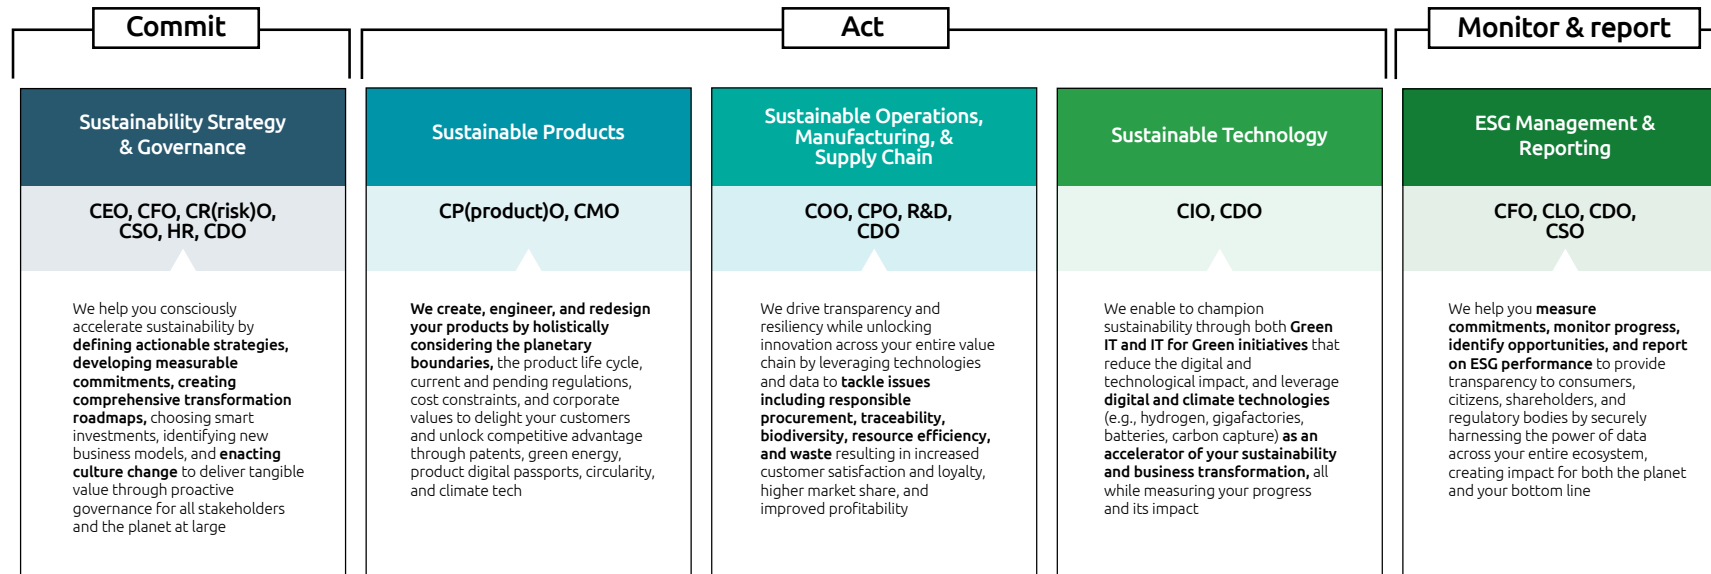 Commit
Act
Monitor & report
Sustainability Strategy
& Governance
CEO, CFO, CR(risk)O,
CSO, HR, CDO
We help you consciously
accelerate sustainability by
defining actionable strategies,
developing measurable
commitments, creating
comprehensive transformation
roadmaps, choosing smart
investments, identifying new
business models, and enacting
culture change to deliver tangible
value through proactive
governance for all stakeholders
and the planet at large
Sustainable Products
CP(product)O, CMO
We create, engineer, and redesign
your products by holistically
considering the planetary
boundaries, the product life cycle,
current and pending regulations,
cost constraints, and corporate
values to delight your customers
and unlock competitive advantage
through patents, green energy,
product digital passports, circularity,
and climate tech
Sustainable Operations,
Manufacturing, &
Supply Chain
COO, CPO, R&D,
CDO
We drive transparency and
resiliency while unlocking
innovation across your entire value
chain by leveraging technologies
and data to tackle issues
including responsible
procurement, traceability,
biodiversity, resource efficiency,
and waste resulting in increased
customer satisfaction and loyalty,
higher market share, and
improved profitability
Sustainable Technology
CIO, CDO
We enable to champion
sustainability through both Green
IT and IT for Green initiatives that
reduce the digital and
technological impact, and leverage
digital and climate technologies
(e.g., hydrogen, gigafactories,
batteries, carbon capture) as an
accelerator of your sustainability
and business transformation, all
while measuring your progress
and its impact
ESG Management &
Reporting
CFO, CLO, CDO,
CSO
We help you measure
commitments, monitor progress,
identify opportunities, and report
on ESG performance to provide
transparency to consumers,
citizens, shareholders, and
regulatory bodies by securely
harnessing the power of data
across your entire ecosystem,
creating impact for both the planet
and your bottom line